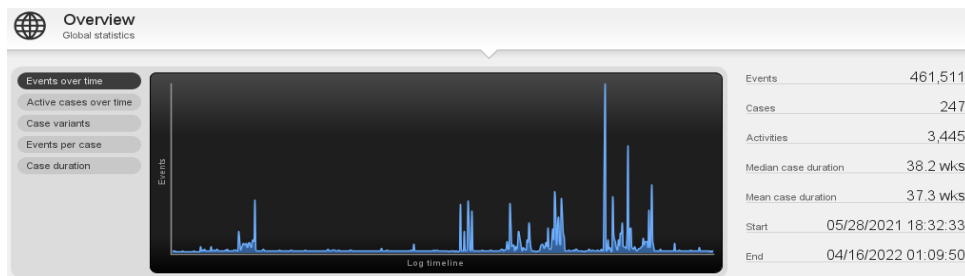 Overview
Global statistics
Events over time
Active cases over time
Case variants
Events per case
Case duration
Events
Log timeline
Events 461,511
Cases 247
Activities 3,445
Median case duration 38.2 wks
Mean case duration 37.3 wks
Start 05/28/2021 18:32:33
End 04/16/2022 01:09:50